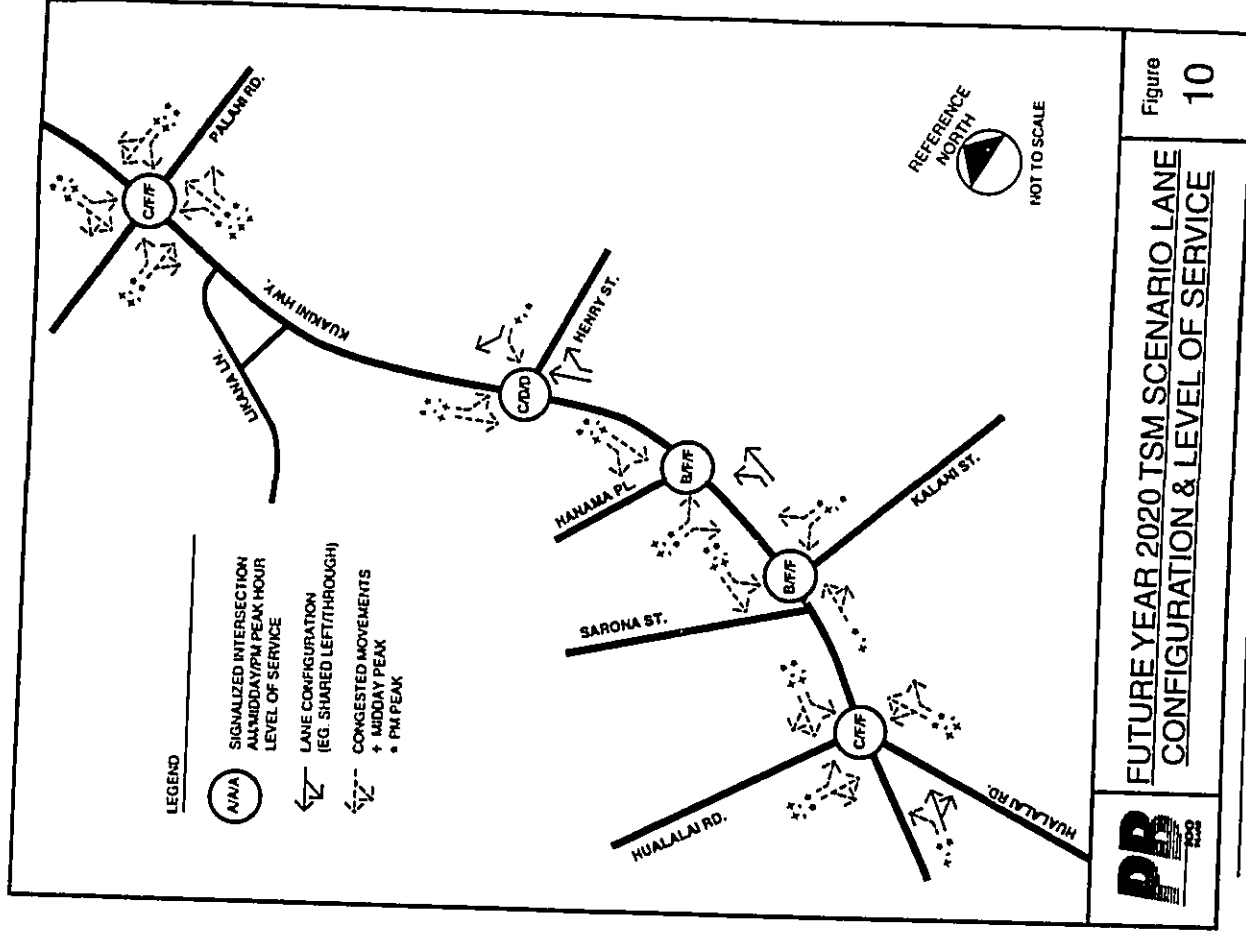 PALANI RD.
C/F/F
KUAKINI HWY.
LIKANA LN.
REFERENCE
NORTH
NOT TO SCALE
HENRY ST.
C/D/D
HANAMA PL.
B/F/F
KALANI ST.
B/F/F
SARONA ST.
C/F/F
HUALALAI RD.
HUALALAI RD.
LEGEND
A/A/A
SIGNALIZED INTERSECTION
AM/MIDDAY/PM PEAK HOUR
LEVEL OF SERVICE
LANE CONFIGURATION
(EG. SHARED LEFT/THROUGH)
CONGESTED MOVEMENTS
+ MIDDAY PEAK
* PM PEAK
PB
100
YEARS
FUTURE YEAR 2020 TSM SCENARIO LANE
CONFIGURATION & LEVEL OF SERVICE
Figure
10